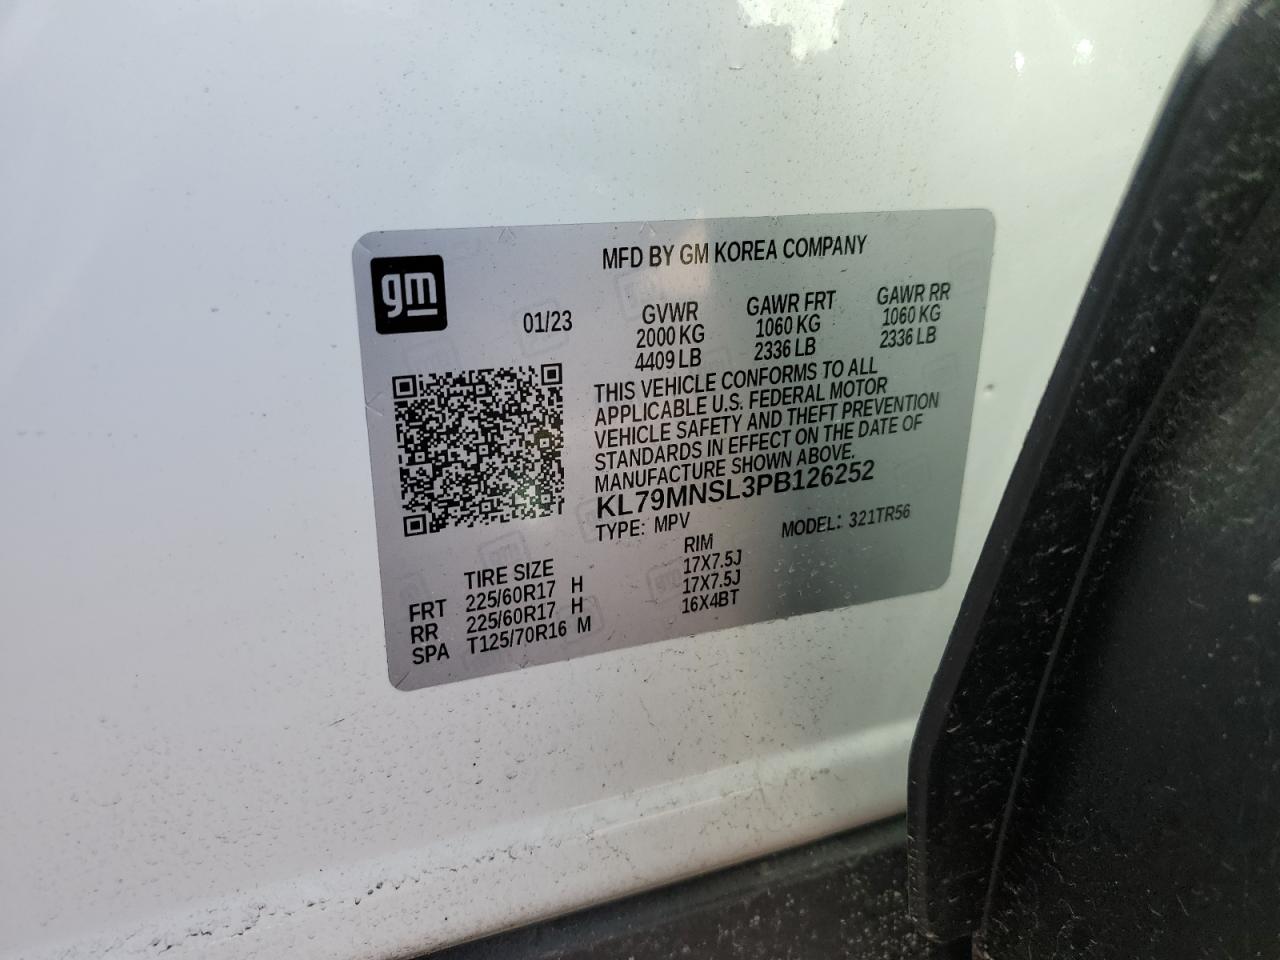 gm
MFD BY GM KOREA COMPANY
01/23
GVWR
2000 KG
4409 LB
GAWR FRT
1060 KG
2336 LB
GAWR RR
1060 KG
2336 LB
THIS VEHICLE CONFORMS TO ALL
APPLICABLE U.S. FEDERAL MOTOR
VEHICLE SAFETY AND THEFT PREVENTION
STANDARDS IN EFFECT ON THE DATE OF
MANUFACTURE SHOWN ABOVE.
KL79MNSL3PB126252
TYPE: MPV MODEL: 321TR56
TIRE SIZE RIM
FRT 225/60R17 H 17X7.5J
RR 225/60R17 H 17X7.5J
SPA T125/70R16 M 16X4BT